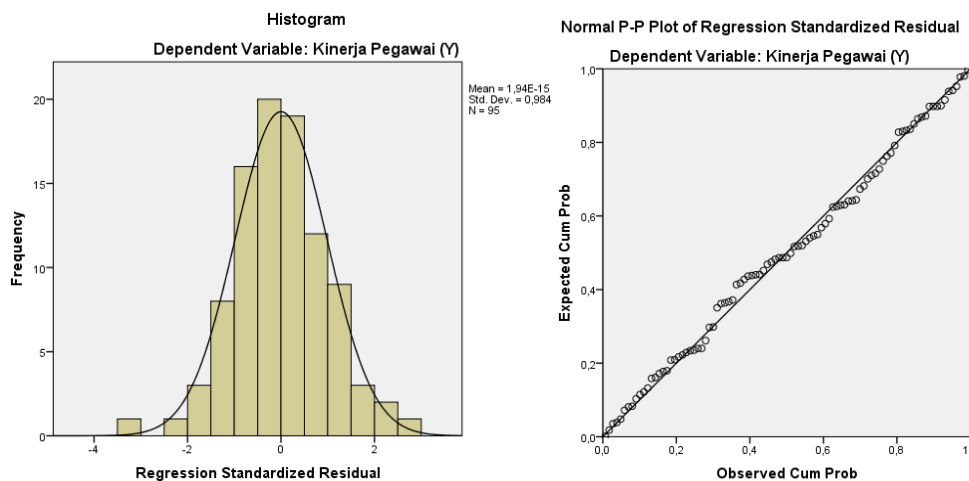 Histogram
Dependent Variable: Kinerja Pegawai (Y)
Mean = 1,94E-15
Std. Dev. = 0,984
N = 95
20
15
10
5
0
Frequency
-4
-2
0
2
Regression Standardized Residual
Normal P-P Plot of Regression Standardized Residual
Dependent Variable: Kinerja Pegawai (Y)
1,0
0,8
0,6
0,4
0,2
0,0
Expected Cum Prob
0,0
0,2
0,4
0,6
0,8
Observed Cum Prob